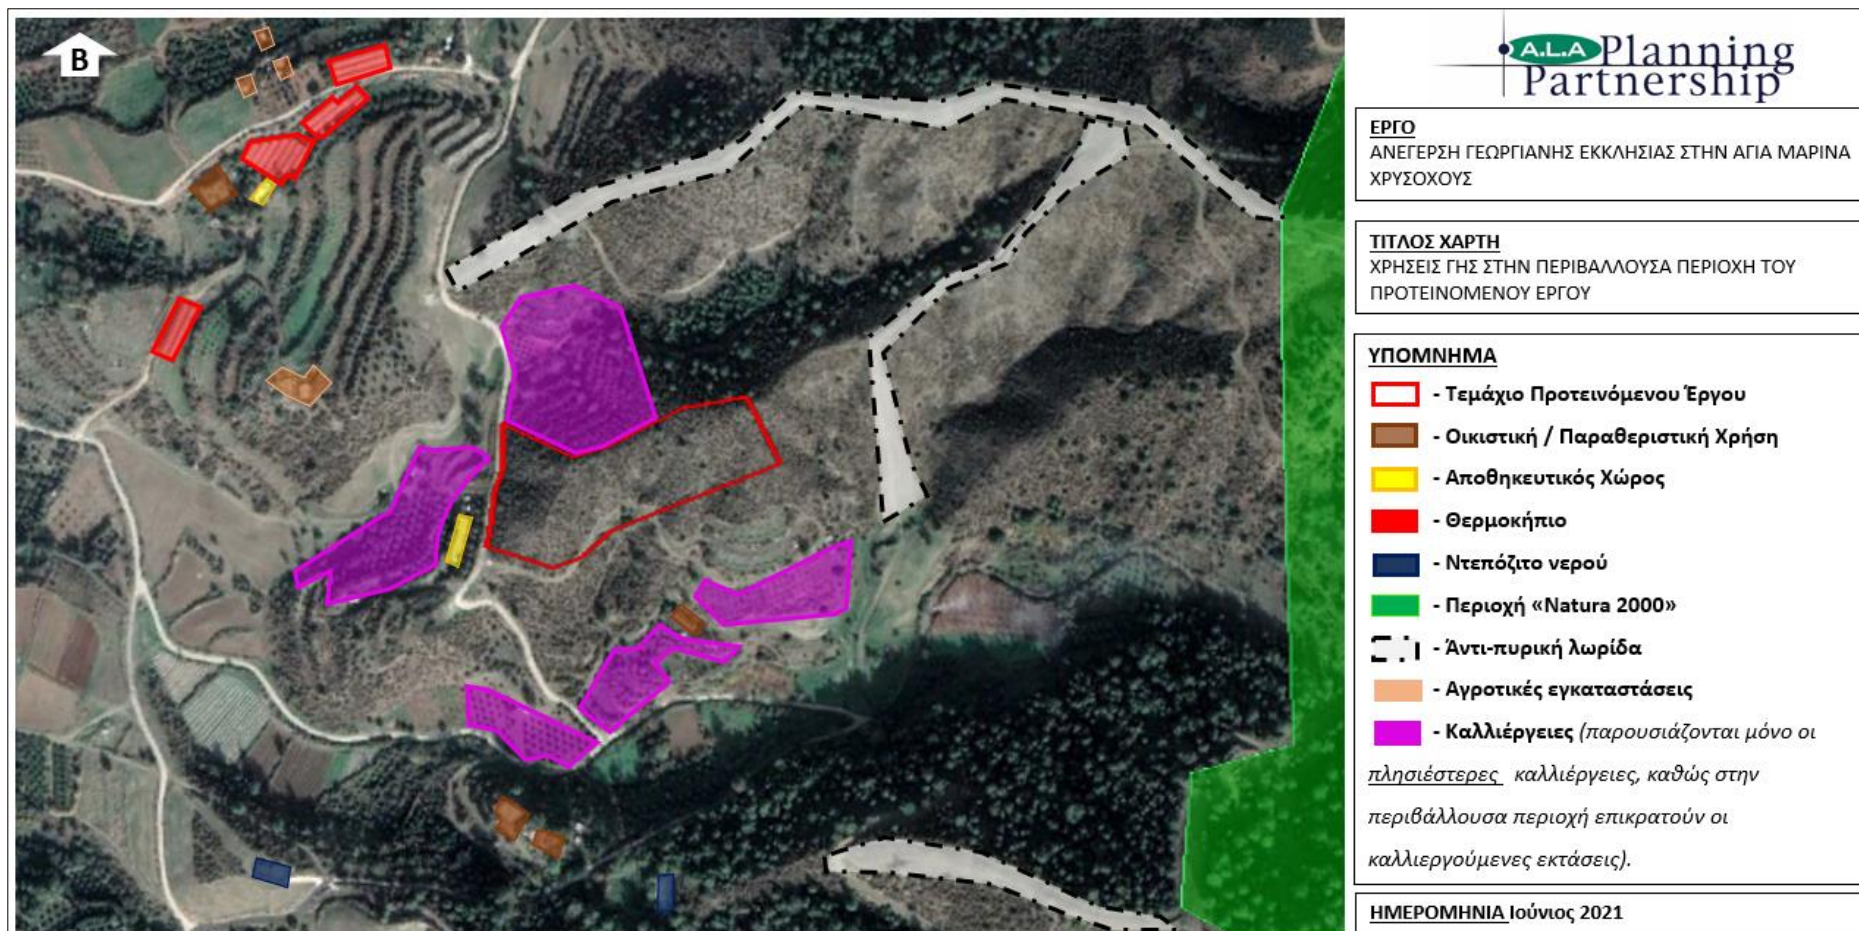 B
A.L.A Planning
Partnership
ΕΡΓΟ
ΑΝΕΓΕΡΣΗ ΓΕΩΡΓΙΑΝΗΣ ΕΚΚΛΗΣΙΑΣ ΣΤΗΝ ΑΓΙΑ ΜΑΡΙΝΑ
ΧΡΥΣΟΧΟΥΣ
ΤΙΤΛΟΣ ΧΑΡΤΗ
ΧΡΗΣΕΙΣ ΓΗΣ ΣΤΗΝ ΠΕΡΙΒΑΛΛΟΥΣΑ ΠΕΡΙΟΧΗ ΤΟΥ
ΠΡΟΤΕΙΝΟΜΕΝΟΥ ΕΡΓΟΥ
ΥΠΟΜΝΗΜΑ
- Τεμάχιο Προτεινόμενου Έργου
- Οικιστική / Παραθεριστική Χρήση
- Αποθηκευτικός Χώρος
- Θερμοκήπιο
- Ντεπόζιτο νερού
- Περιοχή «Natura 2000»
- Άντι-πυρική λωρίδα
- Αγροτικές εγκαταστάσεις
- Καλλιέργειες (παρουσιάζονται μόνο οι
πλησιέστερες καλλιέργειες, καθώς στην
περιβάλλουσα περιοχή επικρατούν οι
καλλιεργούμενες εκτάσεις).
ΗΜΕΡΟΜΗΝΙΑ Ιούνιος 2021